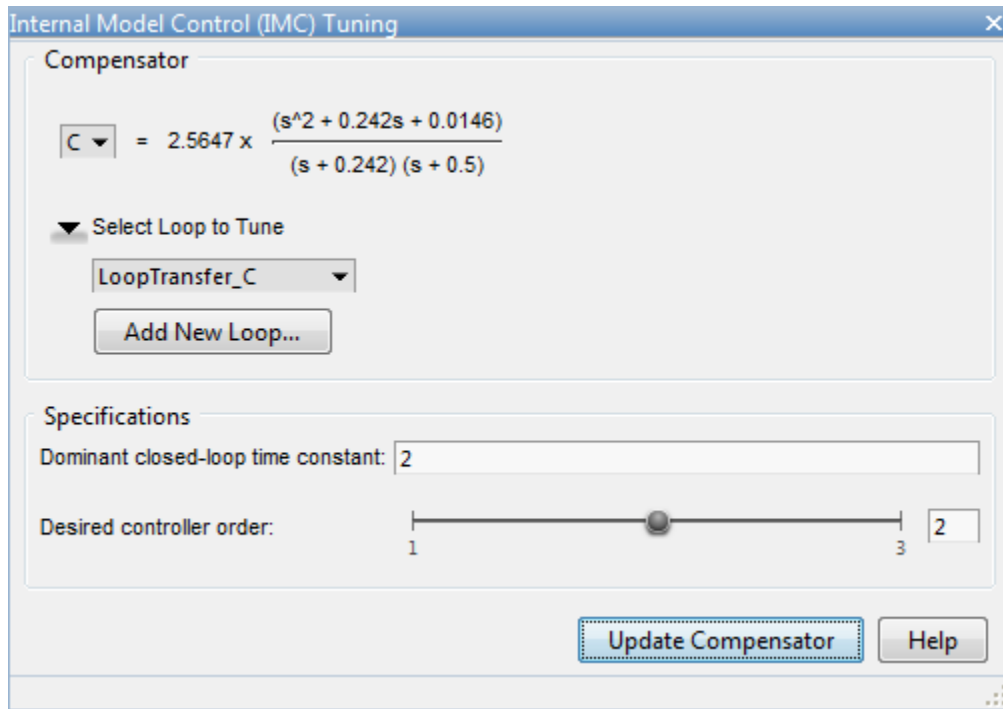 Internal Model Control (IMC) Tuning
Compensator
C = 2.5647 x (s^2 + 0.242s + 0.0146)
(s + 0.242) (s + 0.5)
Select Loop to Tune
LoopTransfer_C
Add New Loop...
Specifications
Dominant closed-loop time constant: 2
Desired controller order: 2
1 3
Update Compensator Help